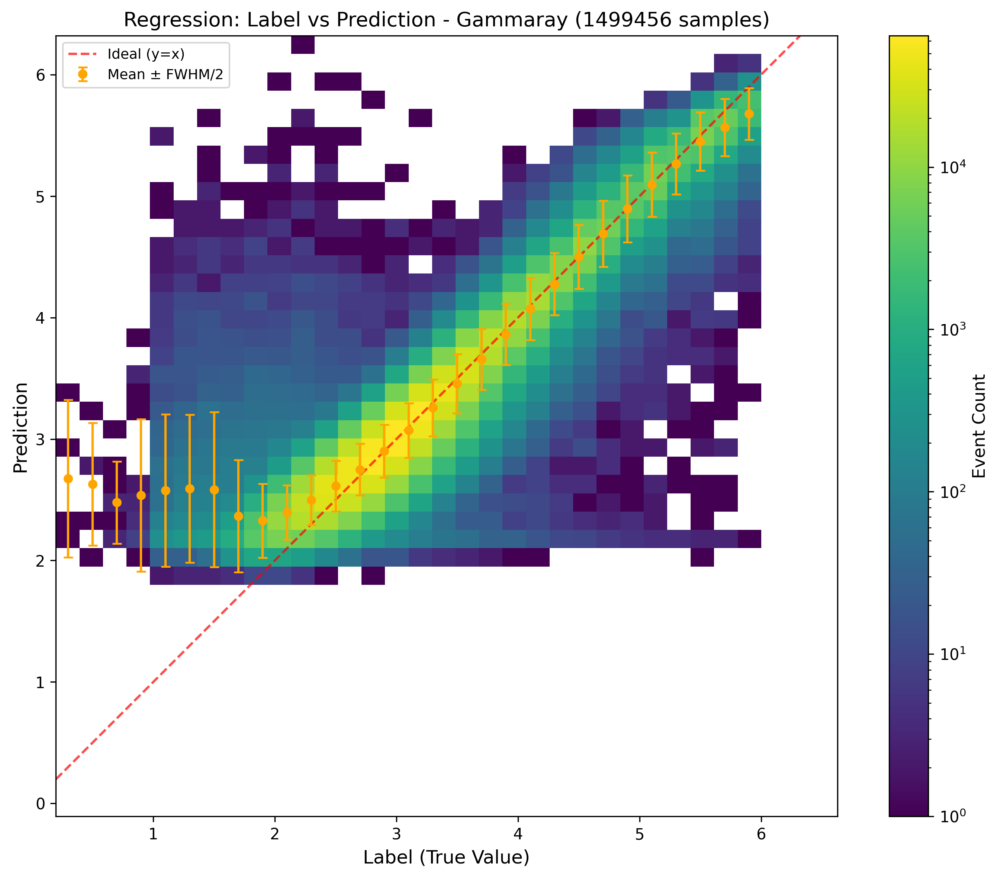 Regression: Label vs Prediction - Gammaray (1499456 samples)
Ideal (y=x)
Mean ± FWHM/2
Prediction
6
5
4
3
2
1
0
1 2 3 4 5 6
Label (True Value)
10⁴
10³
10²
10¹
10⁰
Event Count